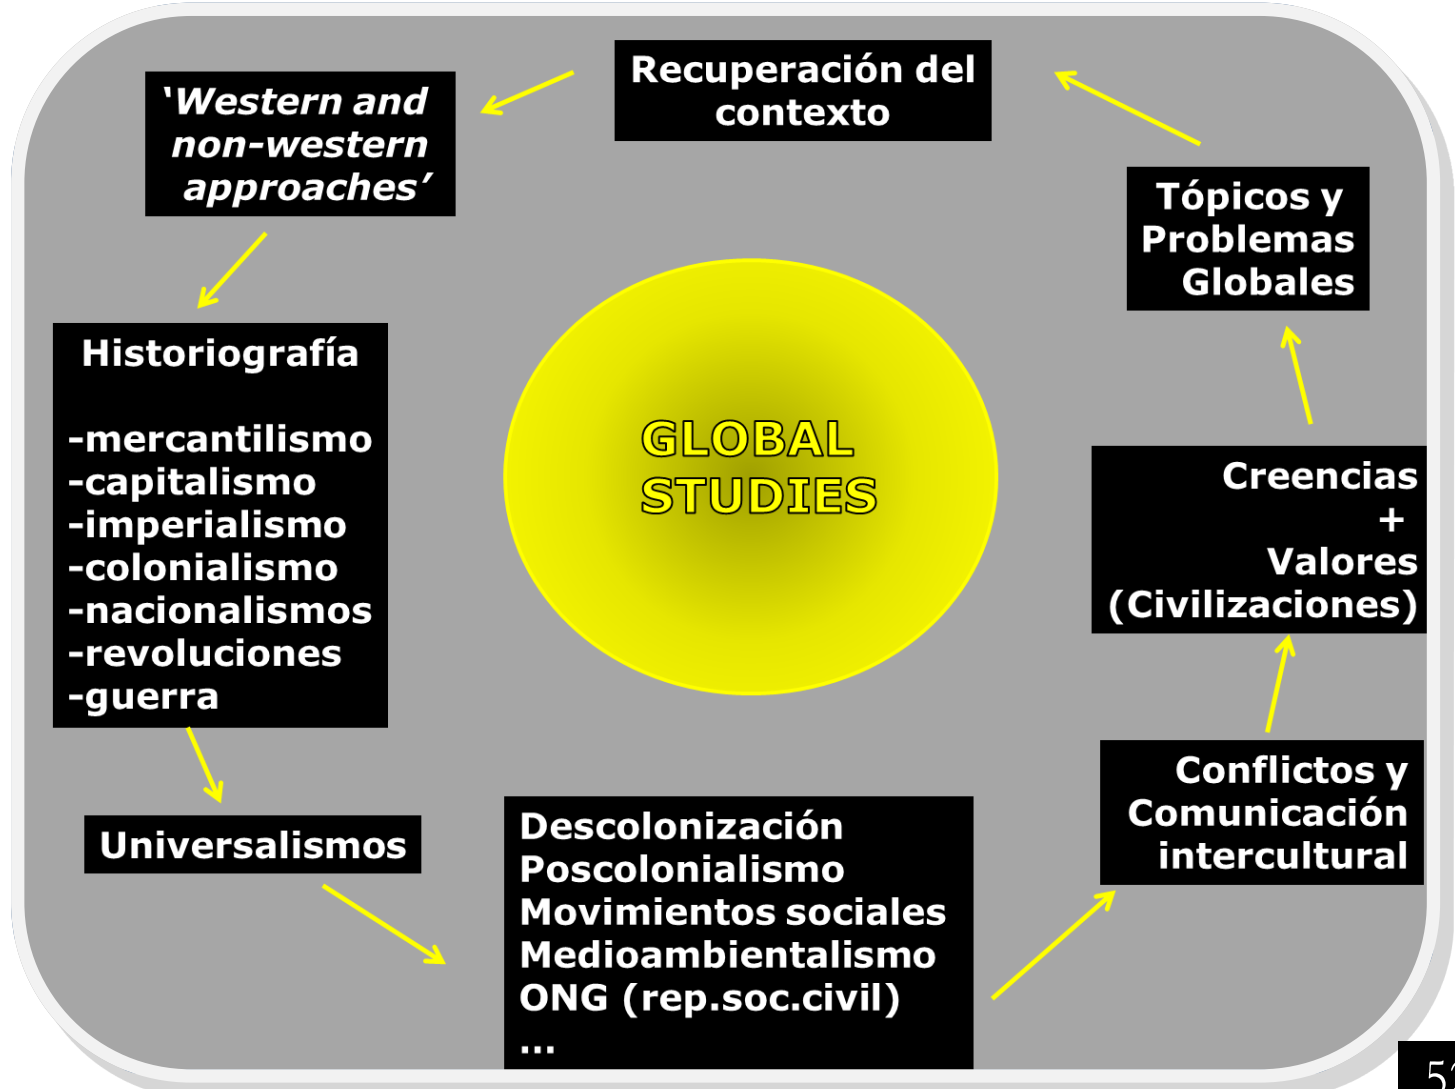 Recuperación del
contexto
‘Western and
non-western
approaches’
Historiografía
-mercantilismo
-capitalismo
-imperialismo
-colonialismo
-nacionalismos
-revoluciones
-guerra
Universalismos
Descolonización
Poscolonialismo
Movimientos sociales
Medioambientalismo
ONG (rep.soc.civil)
...
Conflictos y
Comunicación
intercultural
Creencias
+
Valores
(Civilizaciones)
Tópicos y
Problemas
Globales
GLOBAL
STUDIES